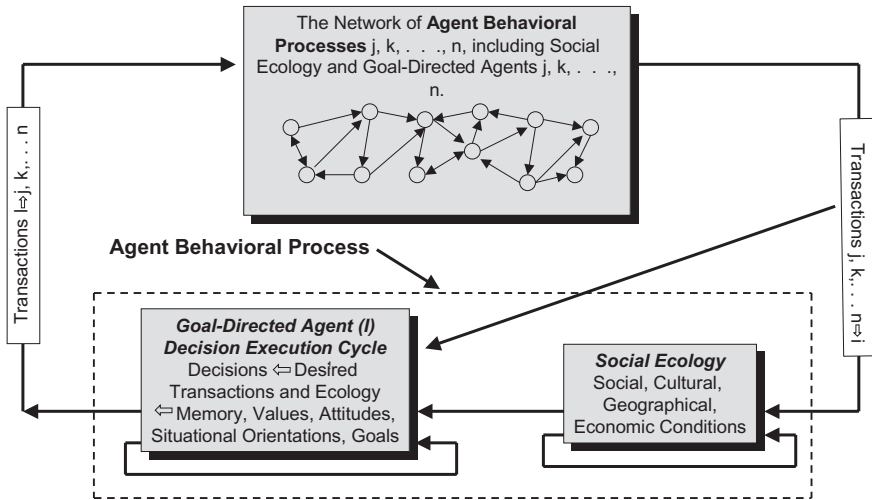 The Network of Agent Behavioral
Processes j, k, . . ., n, including Social
Ecology and Goal-Directed Agents j, k, . . .,
n.
Transactions I⇨j, k,. . . n
Transactions j, k,. . . n⇨i
Agent Behavioral Process
Goal-Directed Agent (I)
Decision Execution Cycle
Decisions ⇦ Desired
Transactions and Ecology
⇦ Memory, Values, Attitudes,
Situational Orientations, Goals
Social Ecology
Social, Cultural,
Geographical,
Economic Conditions